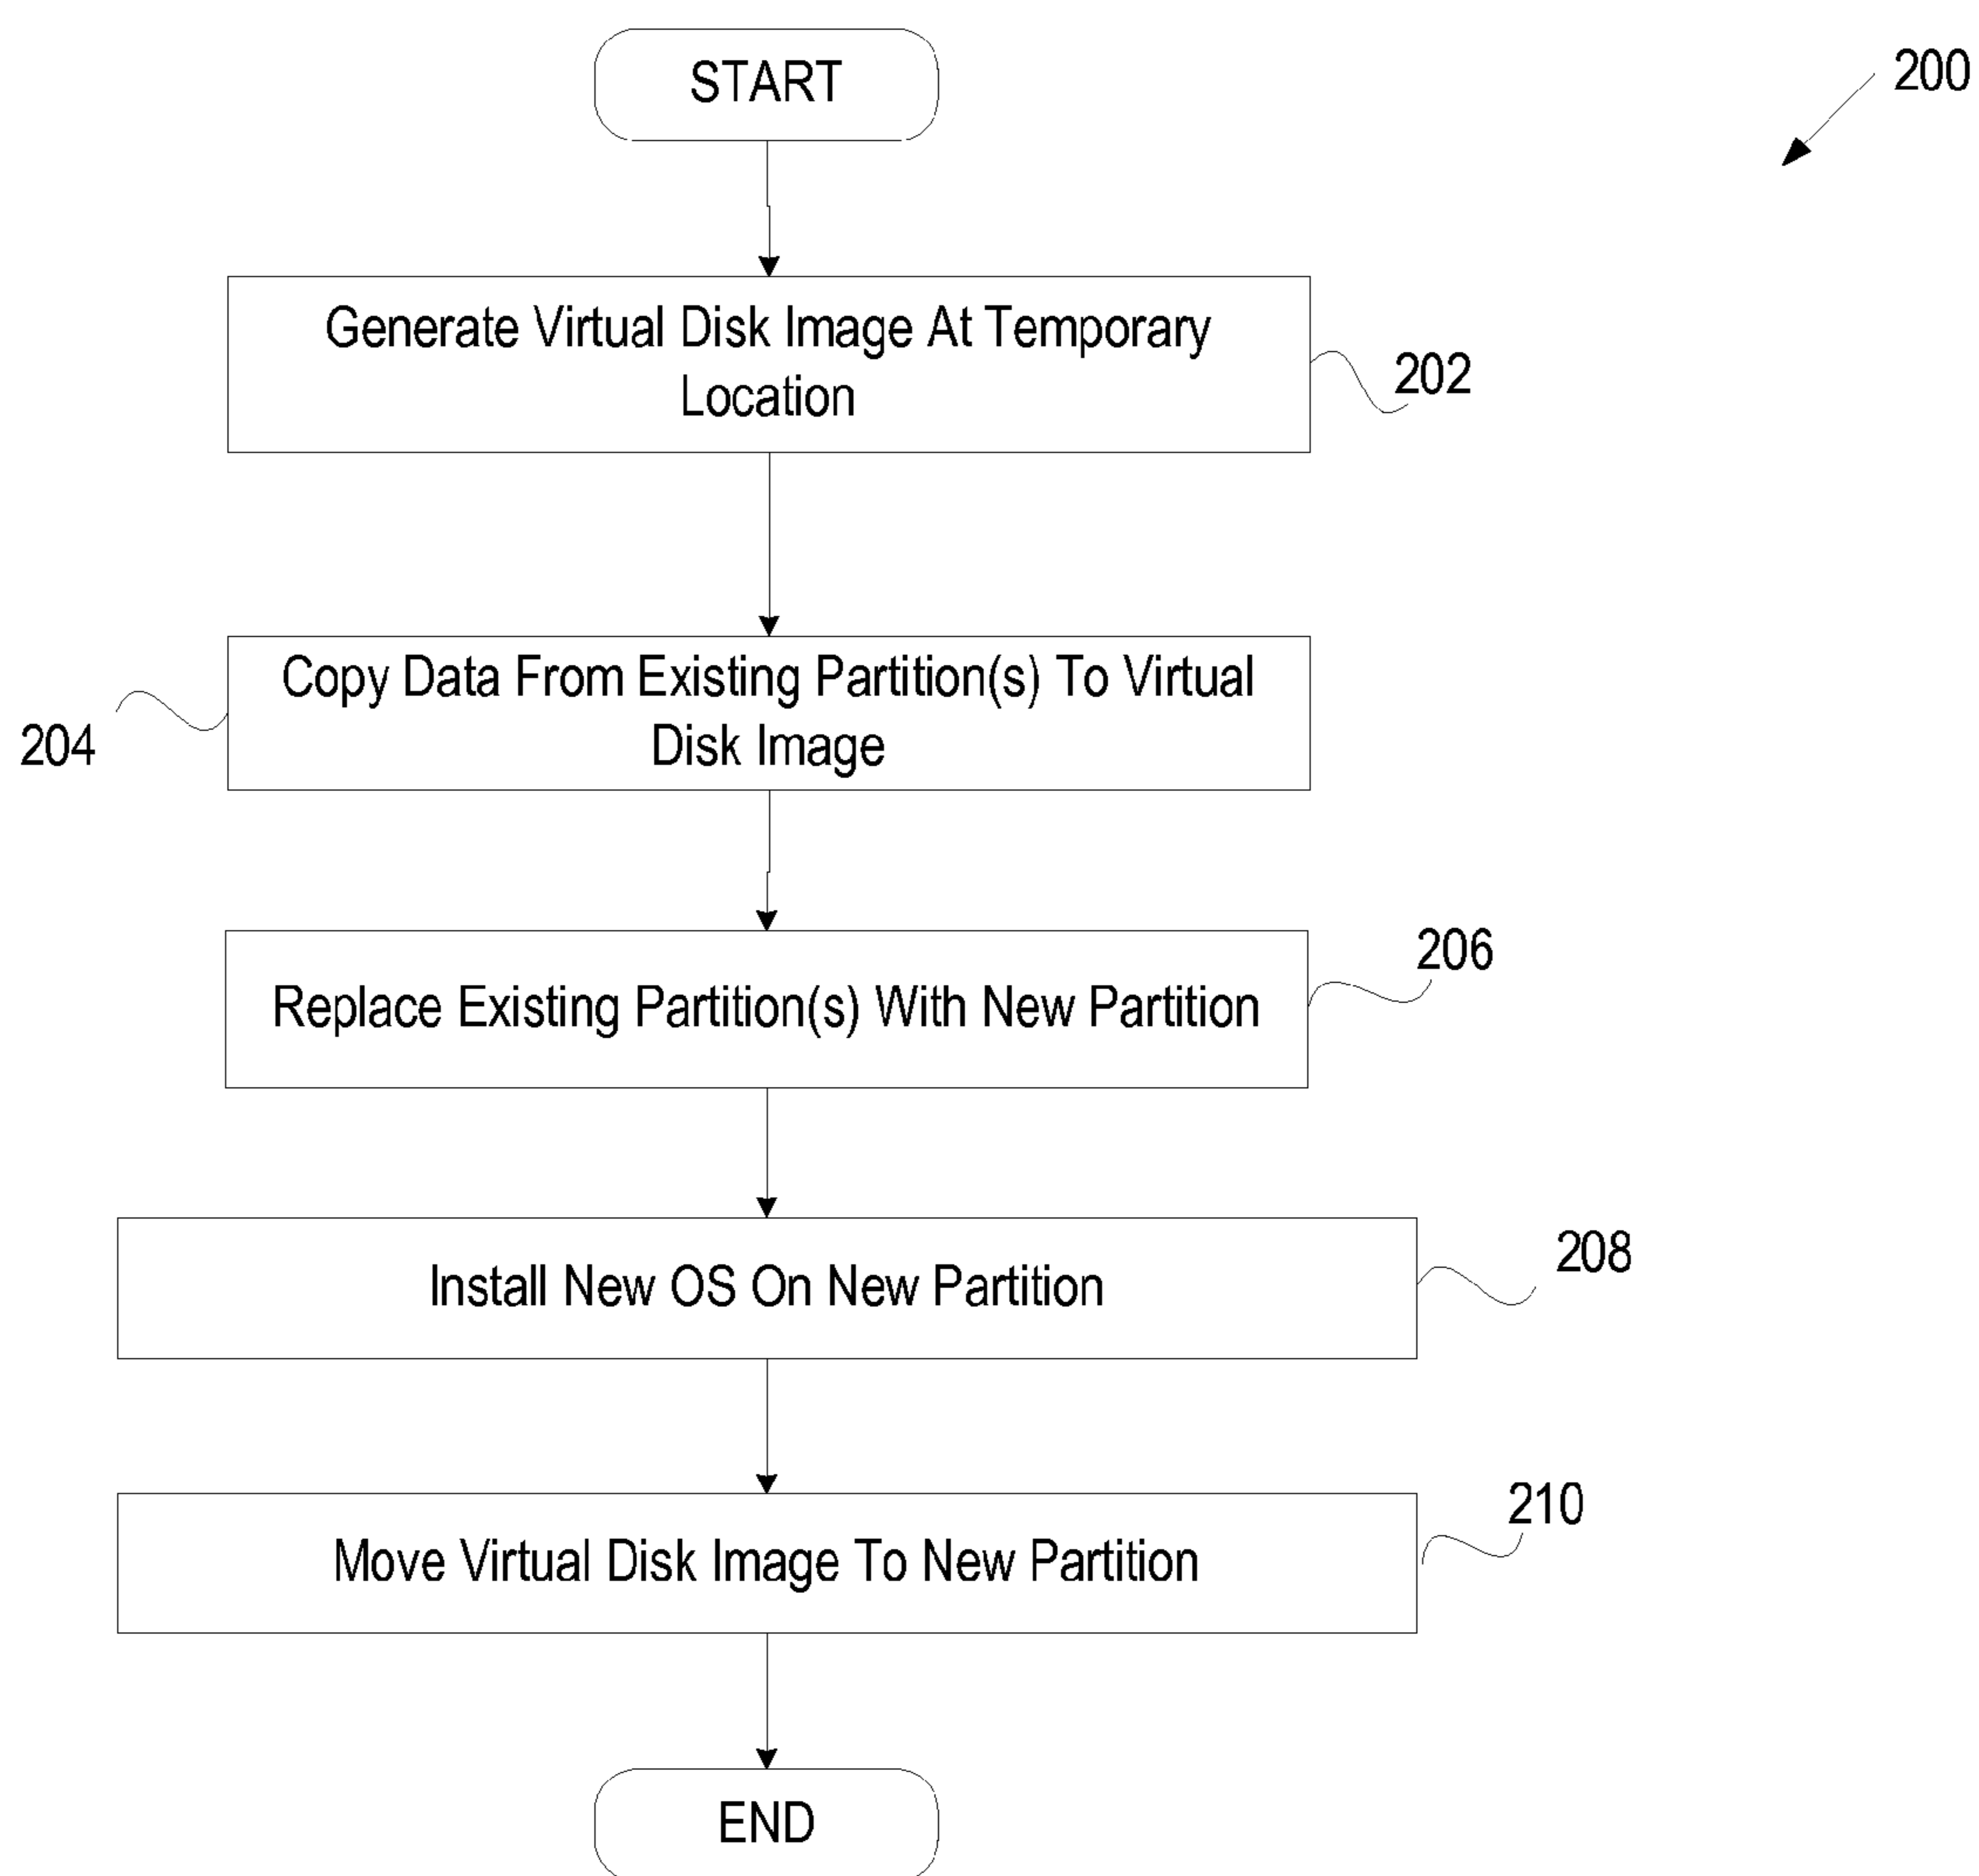 START
200
Generate Virtual Disk Image At Temporary
Location
202
Copy Data From Existing Partition(s) To Virtual
Disk Image
204
206
Replace Existing Partition(s) With New Partition
208
Install New OS On New Partition
210
Move Virtual Disk Image To New Partition
END